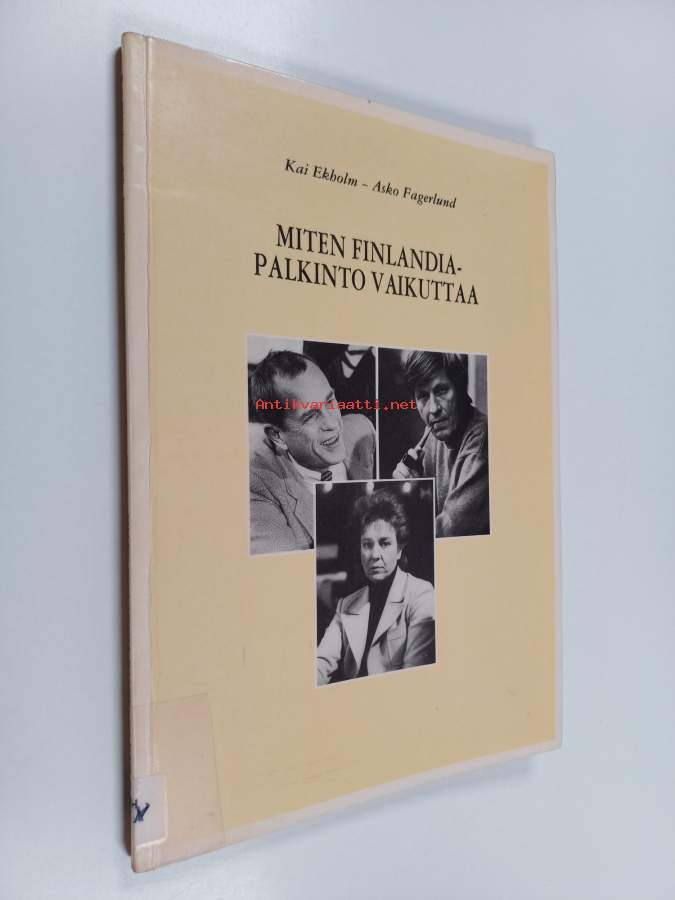 Kai Ekholm – Asko Fagerlund
MITEN FINLANDIA-
PALKINTO VAIKUTTAA
Antikvariaatti.net